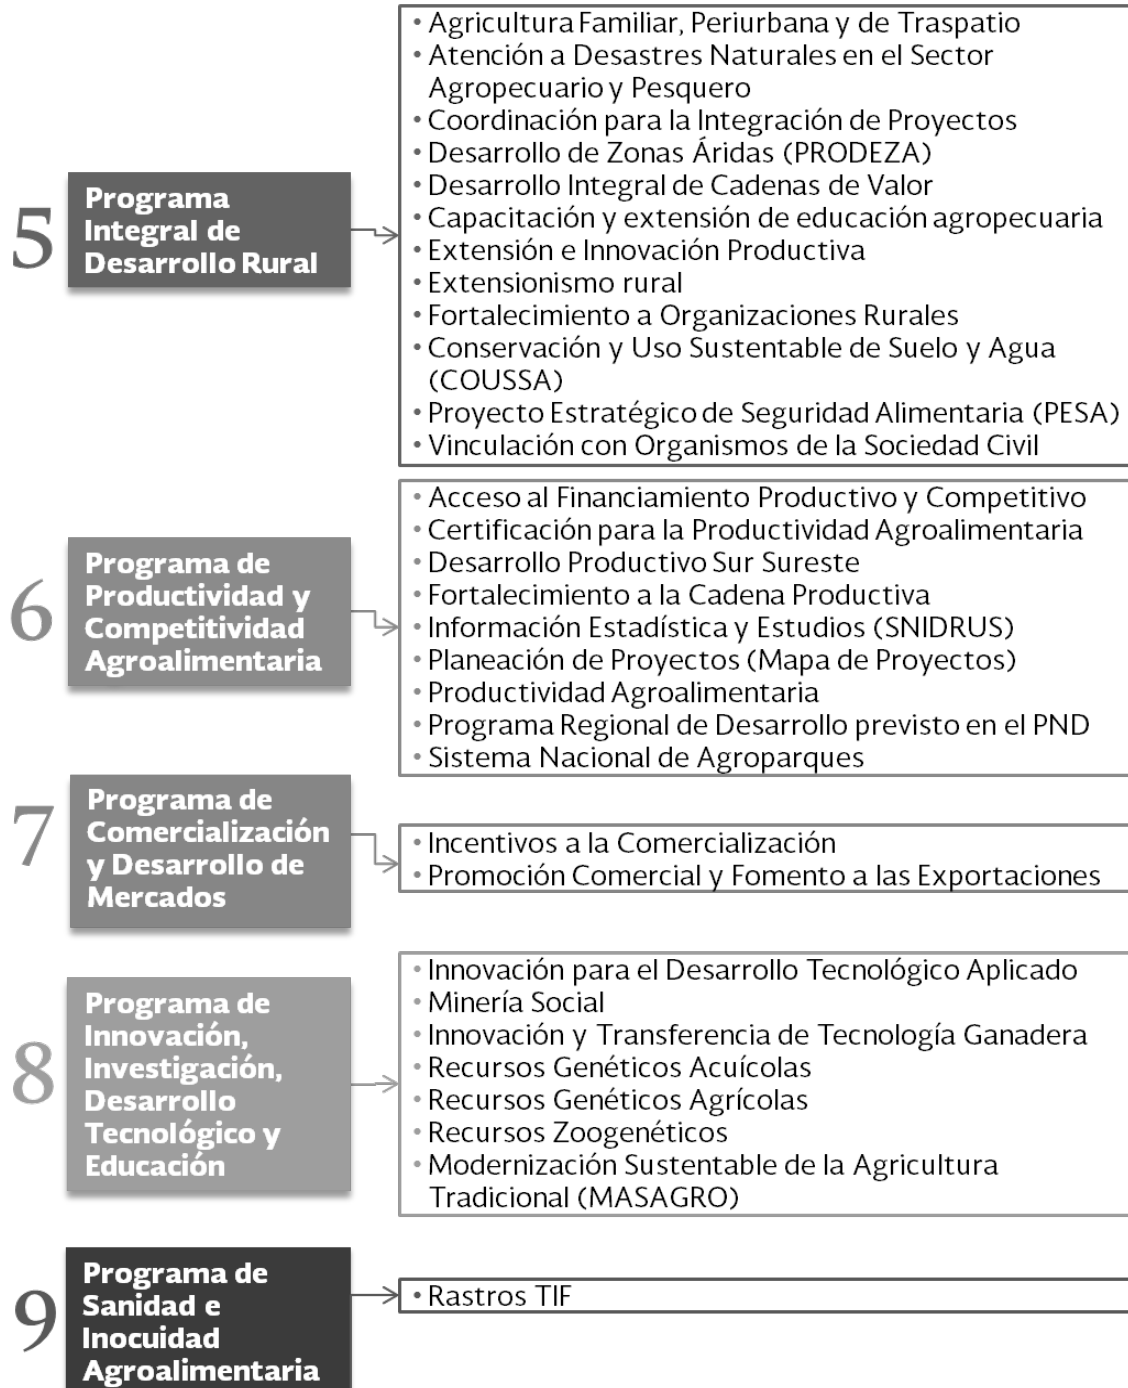 5
Programa
Integral de
Desarrollo Rural
• Agricultura Familiar, Periurbana y de Traspatio
• Atención a Desastres Naturales en el Sector
Agropecuario y Pesquero
• Coordinación para la Integración de Proyectos
• Desarrollo de Zonas Áridas (PRODEZA)
• Desarrollo Integral de Cadenas de Valor
• Capacitación y extensión de educación agropecuaria
• Extensión e Innovación Productiva
• Extensionismo rural
• Fortalecimiento a Organizaciones Rurales
• Conservación y Uso Sustentable de Suelo y Agua
(COUSSA)
• Proyecto Estratégico de Seguridad Alimentaria (PESA)
• Vinculación con Organismos de la Sociedad Civil
6
Programa de
Productividad y
Competitividad
Agroalimentaria
• Acceso al Financiamiento Productivo y Competitivo
• Certificación para la Productividad Agroalimentaria
• Desarrollo Productivo Sur Sureste
• Fortalecimiento a la Cadena Productiva
• Información Estadística y Estudios (SNIDRUS)
• Planeación de Proyectos (Mapa de Proyectos)
• Productividad Agroalimentaria
• Programa Regional de Desarrollo previsto en el PND
• Sistema Nacional de Agroparques
7
Programa de
Comercialización
y Desarrollo de
Mercados
• Incentivos a la Comercialización
• Promoción Comercial y Fomento a las Exportaciones
8
Programa de
Innovación,
Investigación,
Desarrollo
Tecnológico y
Educación
• Innovación para el Desarrollo Tecnológico Aplicado
• Minería Social
• Innovación y Transferencia de Tecnología Ganadera
• Recursos Genéticos Acuícolas
• Recursos Genéticos Agrícolas
• Recursos Zoogenéticos
• Modernización Sustentable de la Agricultura
Tradicional (MASAGRO)
9
Programa de
Sanidad e
Inocuidad
Agroalimentaria
• Rastros TIF